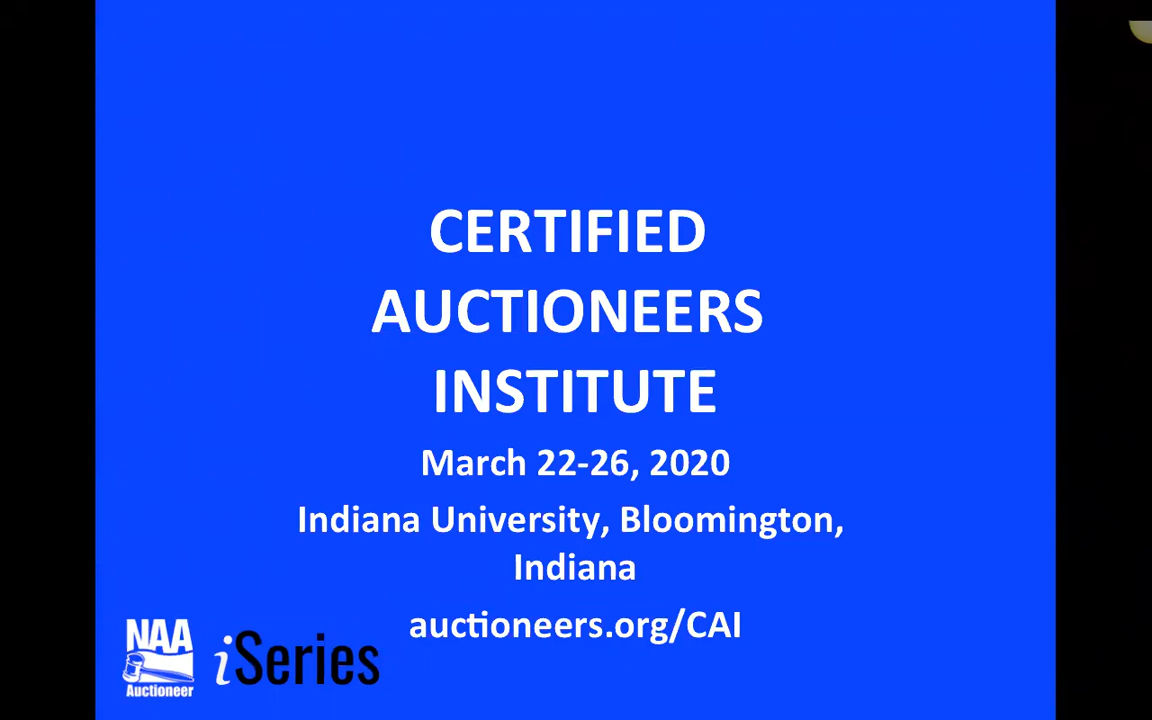 CERTIFIED
AUCTIONEERS
INSTITUTE
March 22-26, 2020
Indiana University, Bloomington,
Indiana
auctioneers.org/CAI
NAA
Auctioneer
iSeries